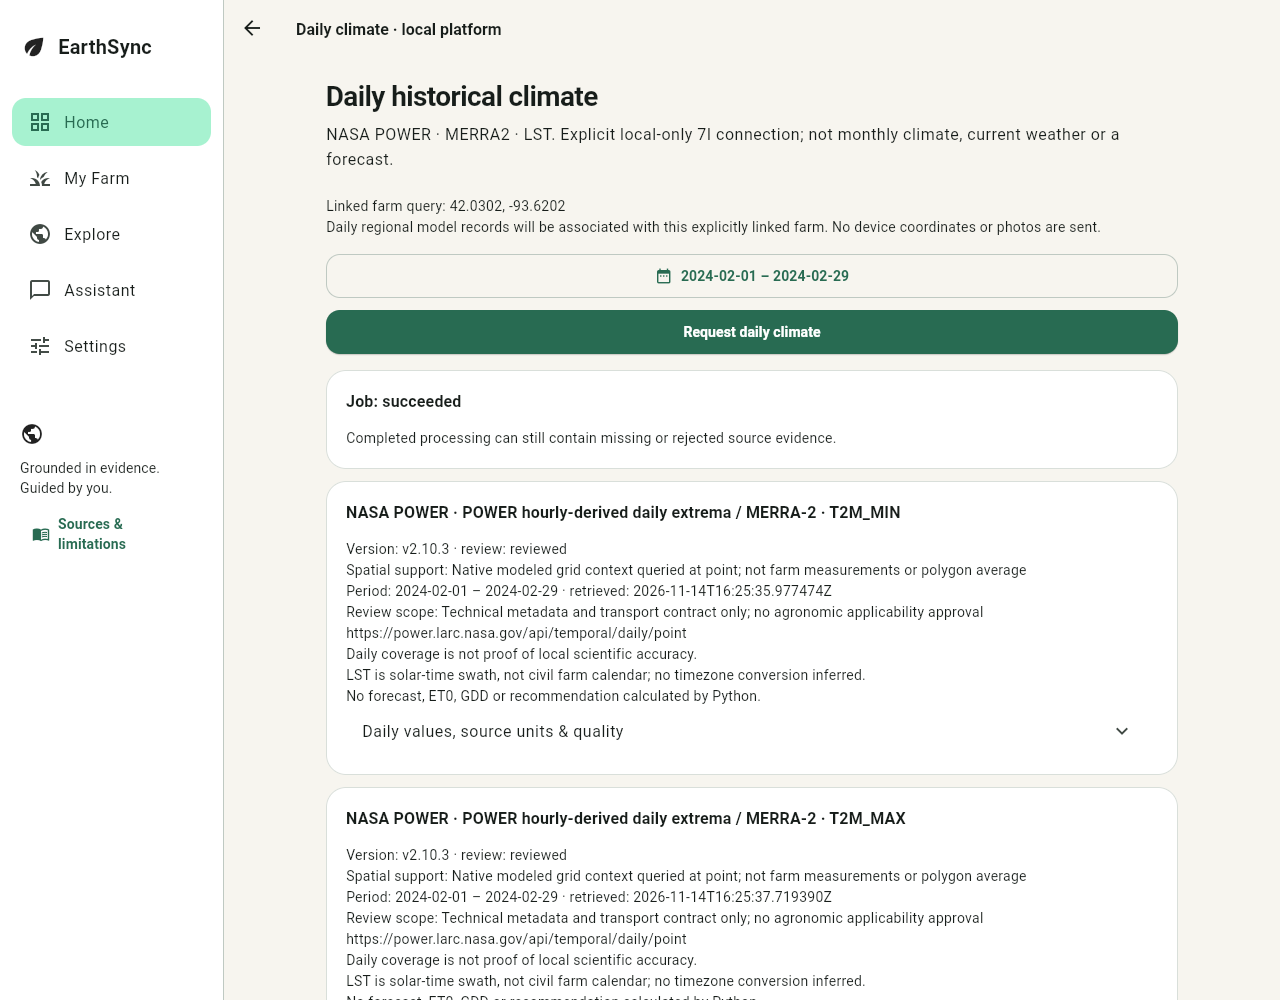 EarthSync
Home
My Farm
Explore
Assistant
Settings
Grounded in evidence.
Guided by you.
Sources &
limitations
Daily climate · local platform
Daily historical climate
NASA POWER · MERRA2 · LST. Explicit local-only 7I connection; not monthly climate, current weather or a
forecast.
Linked farm query: 42.0302, -93.6202
Daily regional model records will be associated with this explicitly linked farm. No device coordinates or photos are sent.
2024-02-01 – 2024-02-29
Request daily climate
Job: succeeded
Completed processing can still contain missing or rejected source evidence.
NASA POWER · POWER hourly-derived daily extrema / MERRA-2 · T2M_MIN
Version: v2.10.3 · review: reviewed
Spatial support: Native modeled grid context queried at point; not farm measurements or polygon average
Period: 2024-02-01 – 2024-02-29 · retrieved: 2026-11-14T16:25:35.977474Z
Review scope: Technical metadata and transport contract only; no agronomic applicability approval
https://power.larc.nasa.gov/api/temporal/daily/point
Daily coverage is not proof of local scientific accuracy.
LST is solar-time swath, not civil farm calendar; no timezone conversion inferred.
No forecast, ET0, GDD or recommendation calculated by Python.
Daily values, source units & quality
NASA POWER · POWER hourly-derived daily extrema / MERRA-2 · T2M_MAX
Version: v2.10.3 · review: reviewed
Spatial support: Native modeled grid context queried at point; not farm measurements or polygon average
Period: 2024-02-01 – 2024-02-29 · retrieved: 2026-11-14T16:25:37.719390Z
Review scope: Technical metadata and transport contract only; no agronomic applicability approval
https://power.larc.nasa.gov/api/temporal/daily/point
Daily coverage is not proof of local scientific accuracy.
LST is solar-time swath, not civil farm calendar; no timezone conversion inferred.
No forecast, ET0, GDD or recommendation calculated by Python.